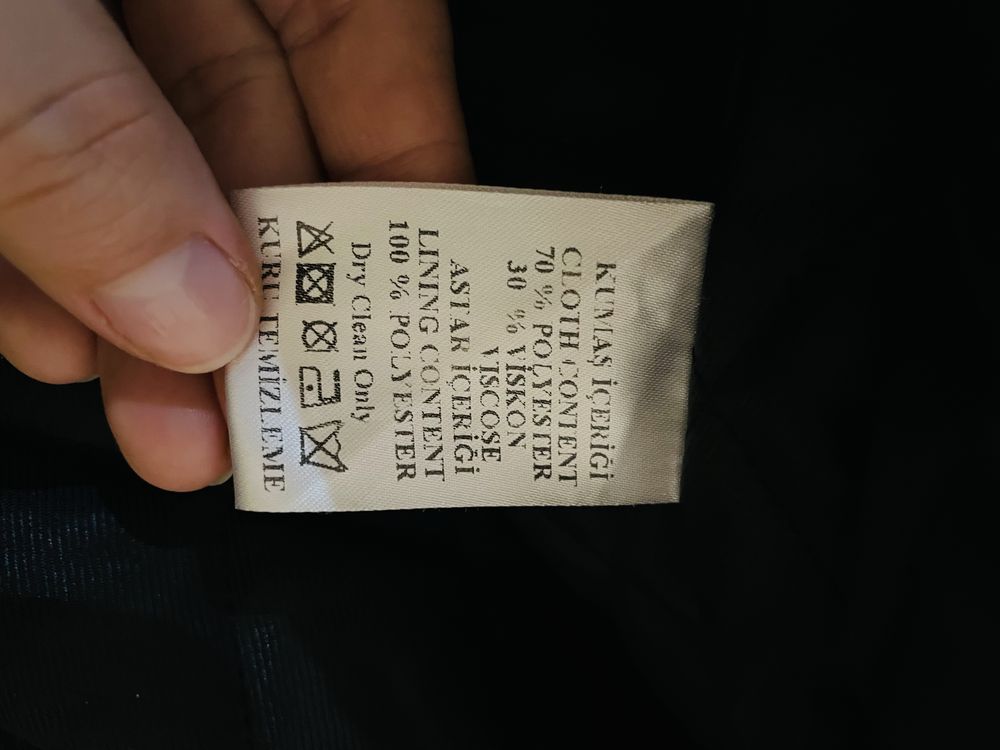 KUMAŞ İÇERİĞİ
CLOTH CONTENT
70 % POLYESTER
30 % VİSKON
VISCOSE
ASTAR İÇERİĞİ
LINING CONTENT
100 % POLYESTER
Dry Clean Only
KURU TEMİZLEME